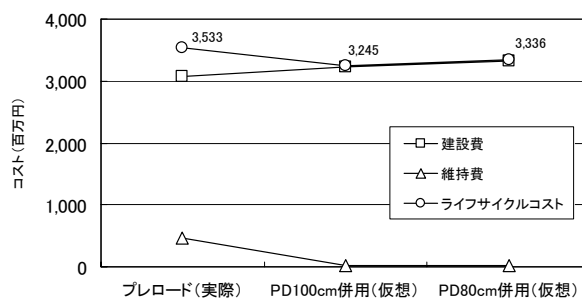 4,000
3,000
2,000
1,000
0
コスト(百万円)
3,533
3,245
3,336
建設費
維持費
ライフサイクルコスト
プレロード(実際)
PD100cm併用(仮想)
PD80cm併用(仮想)